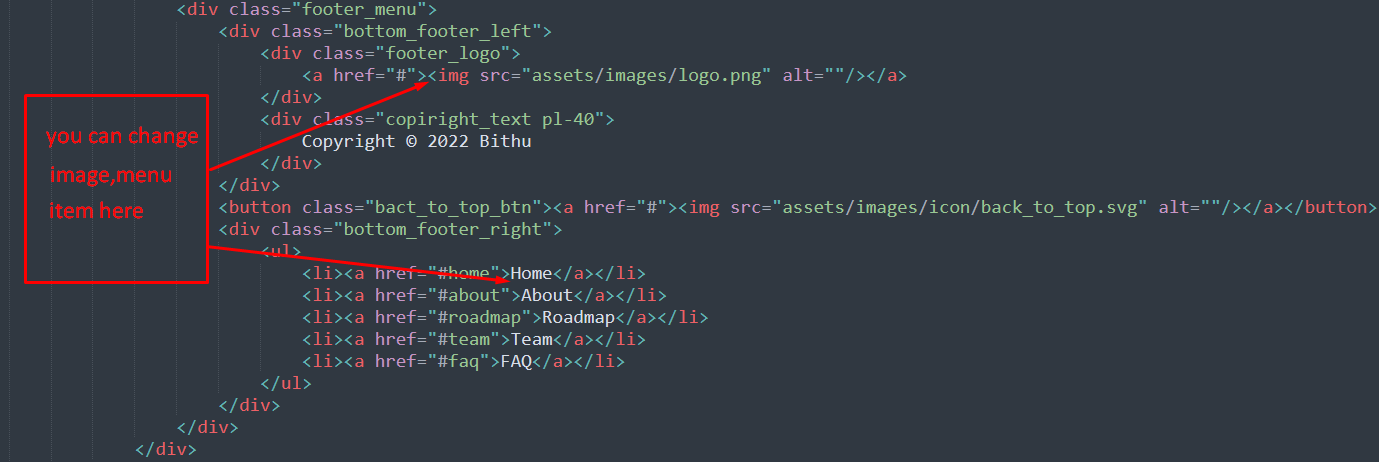 <div class="footer_menu">
<div class="bottom_footer_left">
<div class="footer_logo">
<a href="#"><img src="assets/images/logo.png" alt=""/></a>
</div>
<div class="copiright_text pl-40">
Copyright © 2022 Bithu
</div>
</div>
<button class="bact_to_top_btn"><a href="#"><img src="assets/images/icon/back_to_top.svg" alt=""/></a></button>
<div class="bottom_footer_right">
<ul>
<li><a href="#home">Home</a></li>
<li><a href="#about">About</a></li>
<li><a href="#roadmap">Roadmap</a></li>
<li><a href="#team">Team</a></li>
<li><a href="#faq">FAQ</a></li>
</ul>
</div>
</div>
</div>
you can change
image,menu
item here